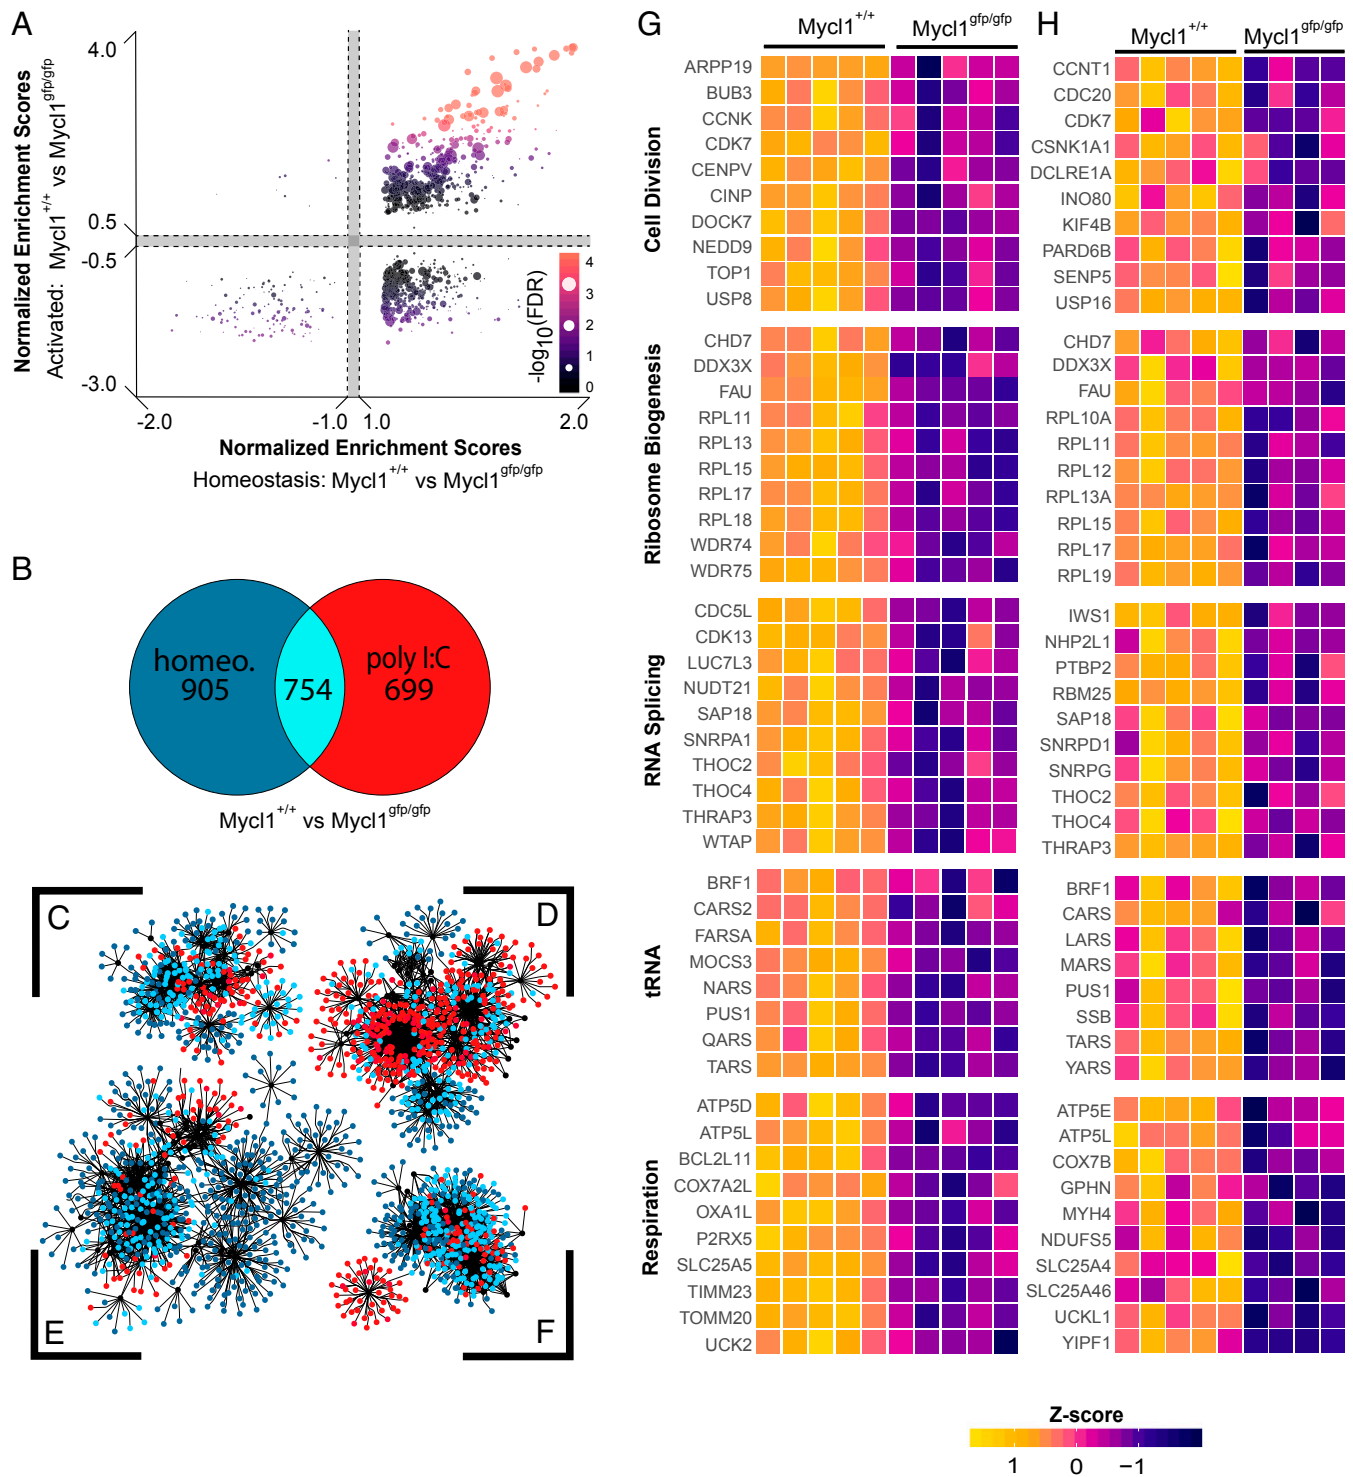 A
Normalized Enrichment Scores
Activated: Mycl1+/+ vs Mycl1gfp/gfp
4.0
0.5
-0.5
-3.0
-2.0
-1.0
1.0
2.0
Normalized Enrichment Scores
Homeostasis: Mycl1+/+ vs Mycl1gfp/gfp
-log10(FDR)
4
3
2
1
0
B
homeo.
905
754
poly I:C
699
Mycl1+/+ vs Mycl1gfp/gfp
C
D
E
F
G
Mycl1+/+
Mycl1gfp/gfp
Cell Division
ARPP19
BUB3
CCNK
CDK7
CENPV
CINP
DOCK7
NEDD9
TOP1
USP8
Ribosome Biogenesis
CHD7
DDX3X
FAU
RPL11
RPL13
RPL15
RPL17
RPL18
WDR74
WDR75
RNA Splicing
CDC5L
CDK13
LUC7L3
NUDT21
SAP18
SNRPA1
THOC2
THOC4
THRAP3
WTAP
tRNA
BRF1
CARS2
FARSA
MOCS3
NARS
PUS1
QARS
TARS
Respiration
ATP5D
ATP5L
BCL2L11
COX7A2L
OXA1L
P2RX5
SLC25A5
TIMM23
TOMM20
UCK2
H
Mycl1+/+
Mycl1gfp/gfp
CCNT1
CDC20
CDK7
CSNK1A1
DCLRE1A
INO80
KIF4B
PARD6B
SENP5
USP16
CHD7
DDX3X
FAU
RPL10A
RPL11
RPL12
RPL13A
RPL15
RPL17
RPL19
IWS1
NHP2L1
PTBP2
RBM25
SAP18
SNRPD1
SNRPG
THOC2
THOC4
THRAP3
BRF1
CARS
LARS
MARS
PUS1
SSB
TARS
YARS
ATP5E
ATP5L
COX7B
GPHN
MYH4
NDUFS5
SLC25A4
SLC25A46
UCKL1
YIPF1
Z-score
1
0
−1